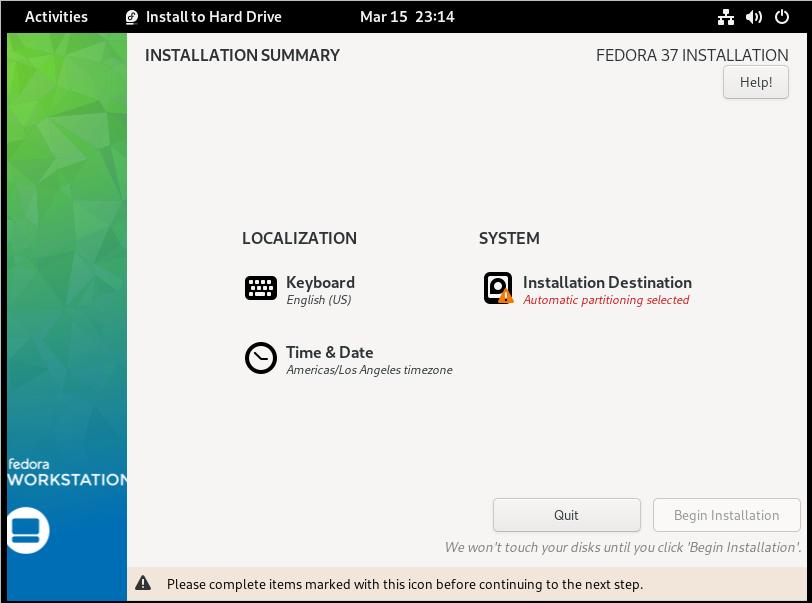 Activities Install to Hard Drive Mar 15 23:14
INSTALLATION SUMMARY FEDORA 37 INSTALLATION
Help!
LOCALIZATION
Keyboard
English (US)
Time & Date
Americas/Los Angeles timezone
SYSTEM
Installation Destination
Automatic partitioning selected
fedora
WORKSTATION
Quit Begin Installation
We won't touch your disks until you click 'Begin Installation'.
Please complete items marked with this icon before continuing to the next step.